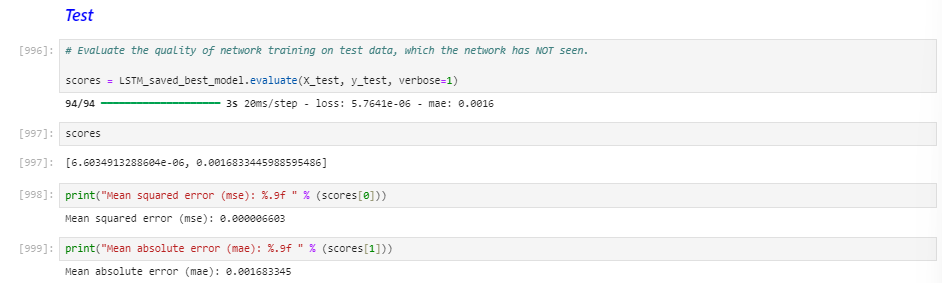 Test
[996]: # Evaluate the quality of network training on test data, which the network has NOT seen.
scores = LSTM_saved_best_model.evaluate(X_test, y_test, verbose=1)
94/94 ━━━━━━━━━━━━━━━━━━━━ 3s 20ms/step - loss: 5.7641e-06 - mae: 0.0016
[997]: scores
[997]: [6.6034913288604e-06, 0.0016833445988595486]
[998]: print("Mean squared error (mse): %.9f " % (scores[0]))
Mean squared error (mse): 0.000006603
[999]: print("Mean absolute error (mae): %.9f " % (scores[1]))
Mean absolute error (mae): 0.001683345